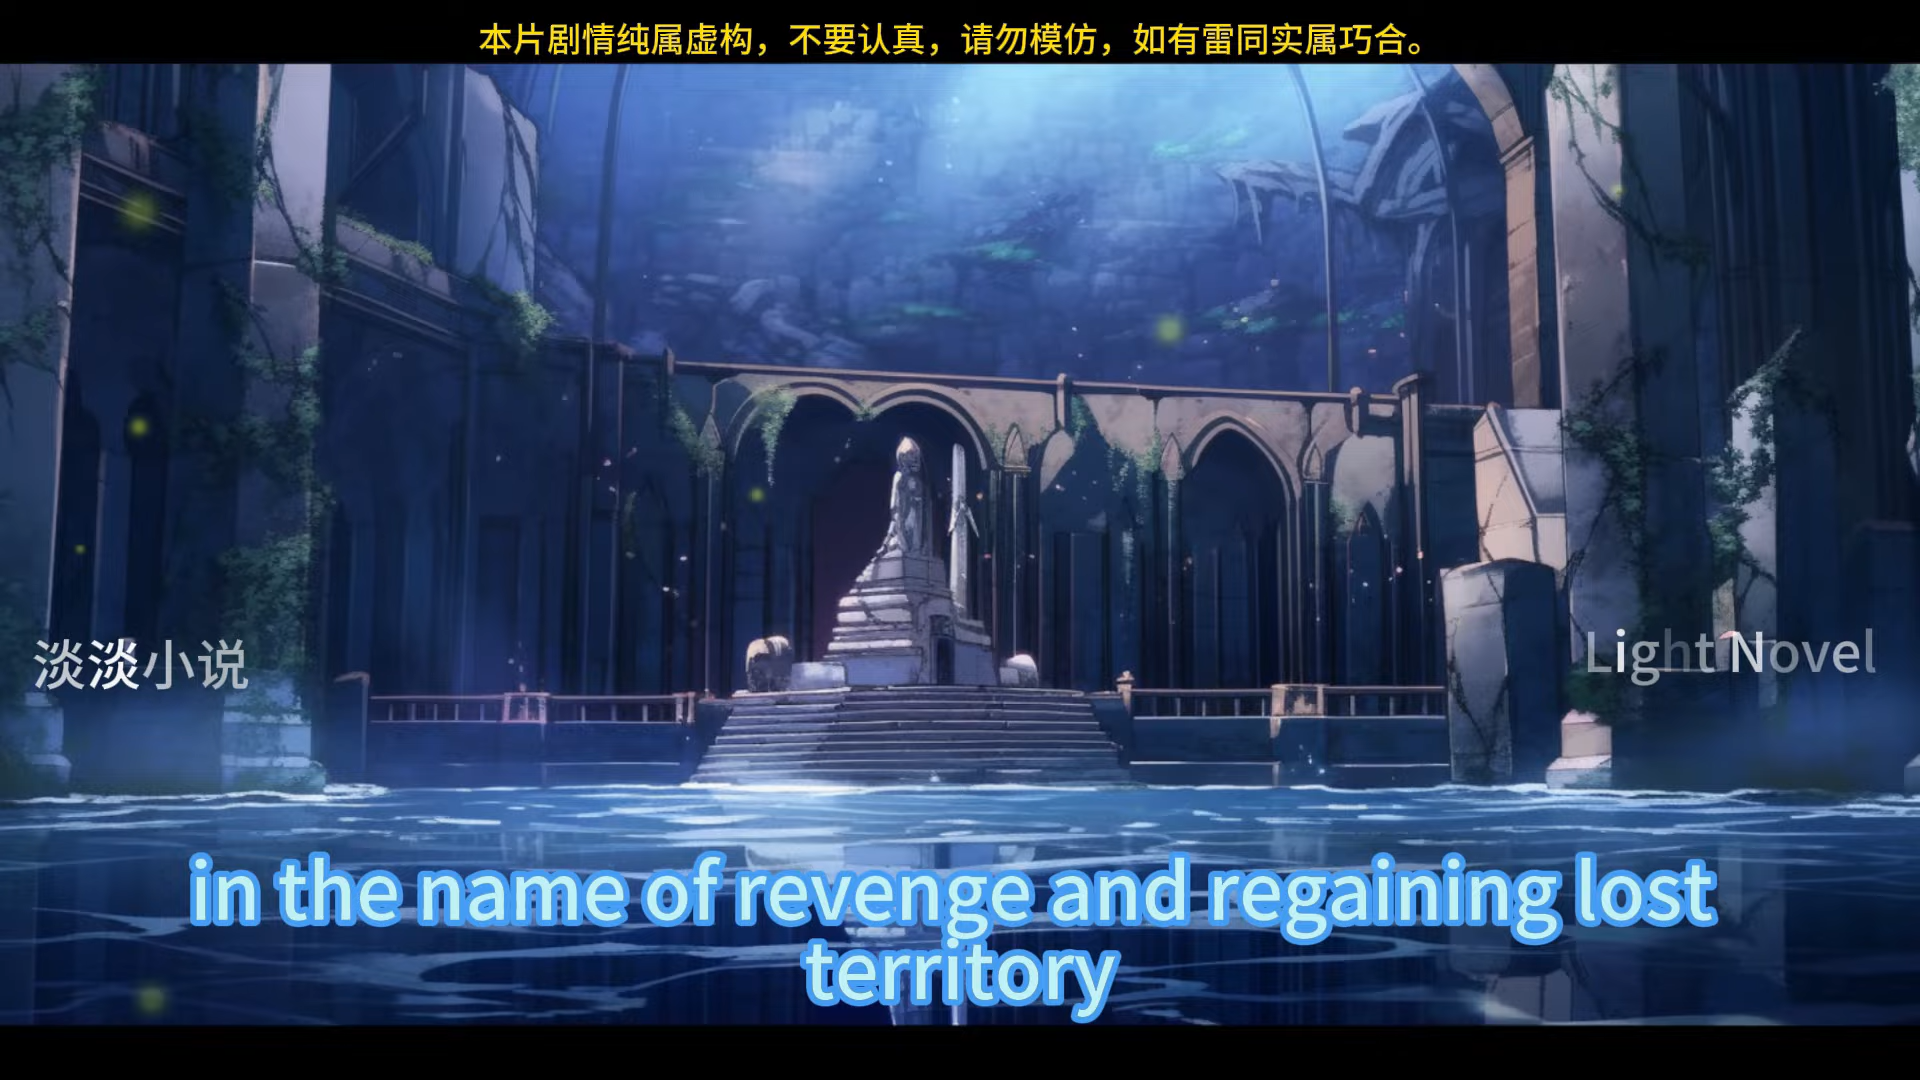 本片剧情纯属虚构，不要认真，请勿模仿，如有雷同实属巧合。
淡淡小说
Light Novel
in the name of revenge and regaining lost
territory